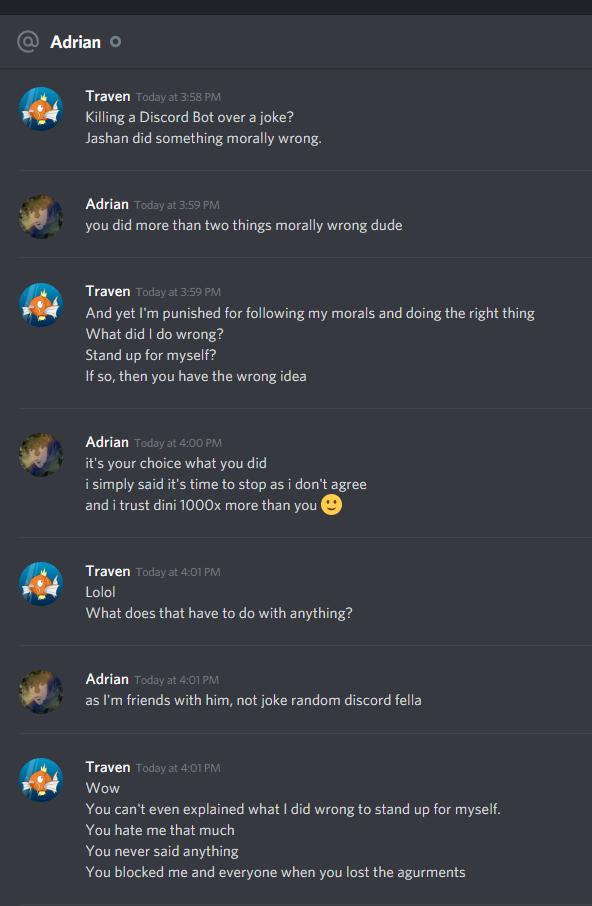 Adrian
Traven Today at 3:58 PM
Killing a Discord Bot over a joke?
Jashan did something morally wrong.
Adrian Today at 3:59 PM
you did more than two things morally wrong dude
Traven Today at 3:59 PM
And yet I'm punished for following my morals and doing the right thing
What did I do wrong?
Stand up for myself?
If so, then you have the wrong idea
Adrian Today at 4:00 PM
it's your choice what you did
i simply said it's time to stop as i don't agree
and i trust dini 1000x more than you 🙂
Traven Today at 4:01 PM
Lolol
What does that have to do with anything?
Adrian Today at 4:01 PM
as I'm friends with him, not joke random discord fella
Traven Today at 4:01 PM
Wow
You can't even explained what I did wrong to stand up for myself.
You hate me that much
You never said anything
You blocked me and everyone when you lost the agurments